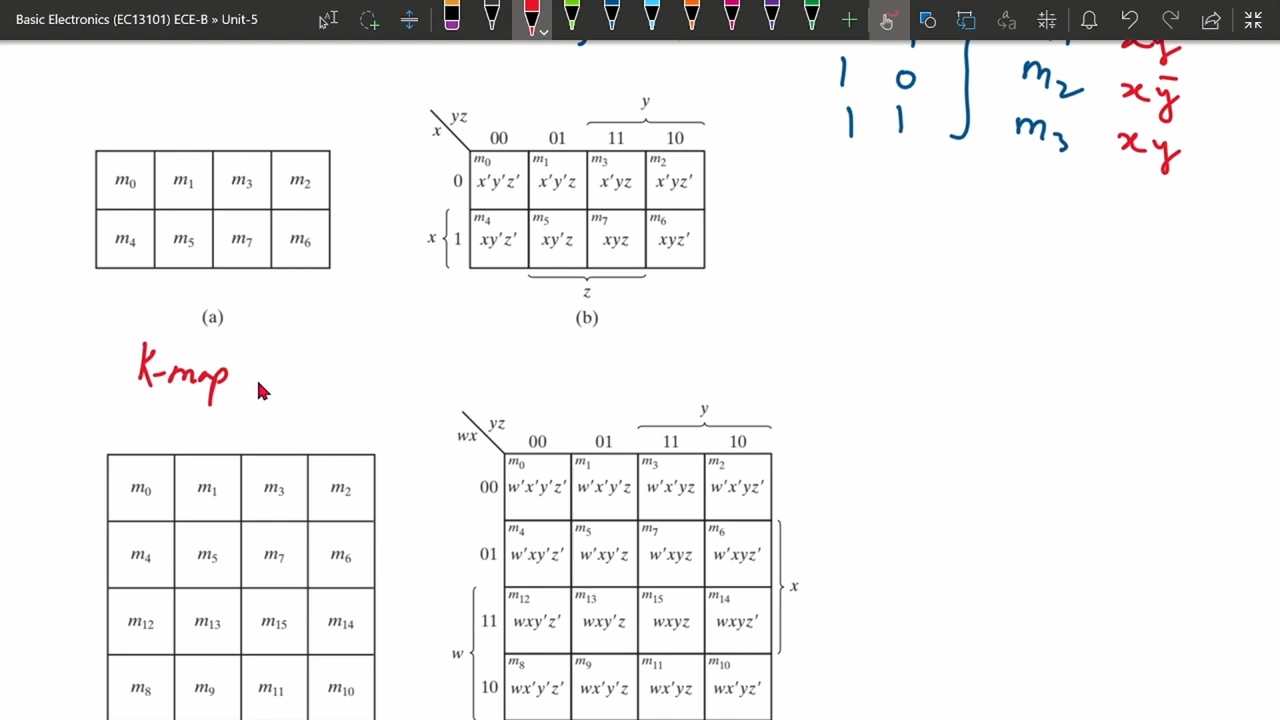 Basic Electronics (EC13101) ECE-B » Unit-5
1 0 m2 xy̅
1 1 m3 xy
y
yz
x
00 01 11 10
m0 m1 m3 m2
m4 m5 m7 m6
0 m0 x'y'z' m1 x'y'z m3 x'yz m2 x'yz'
x 1 m4 xy'z' m5 xy'z m7 xyz m6 xyz'
z
(a) (b)
K-map
y
yz
wx
00 01 11 10
m0 m1 m3 m2
m4 m5 m7 m6
m12 m13 m15 m14
m8 m9 m11 m10
00 m0 w'x'y'z' m1 w'x'y'z m3 w'x'yz m2 w'x'yz'
01 m4 w'xy'z' m5 w'xy'z m7 w'xyz m6 w'xyz'
x
11 m12 wxy'z' m13 wxy'z m15 wxyz m14 wxyz'
w
10 m8 wx'y'z' m9 wx'y'z m11 wx'yz m10 wx'yz'